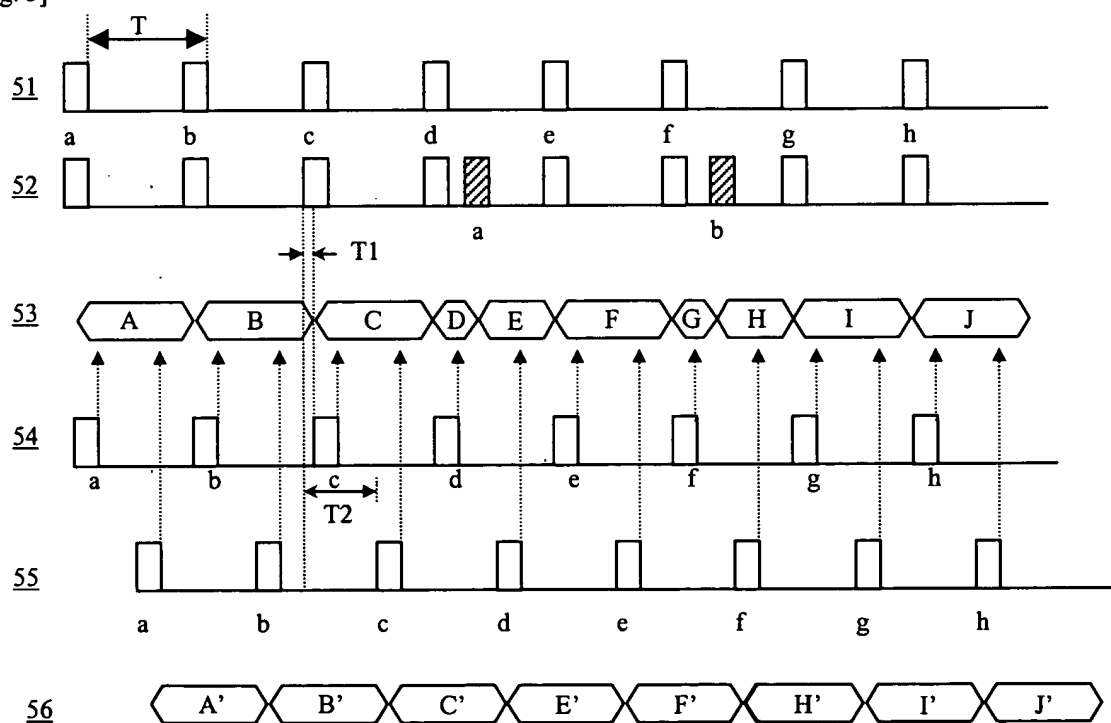 g. 5]
T
51
a b c d e f g h
52
a b
T1
53 A B C D E F G H I J
54
a b c d e f g h
T2
55
a b c d e f g h
56 A' B' C' E' F' H' I' J'